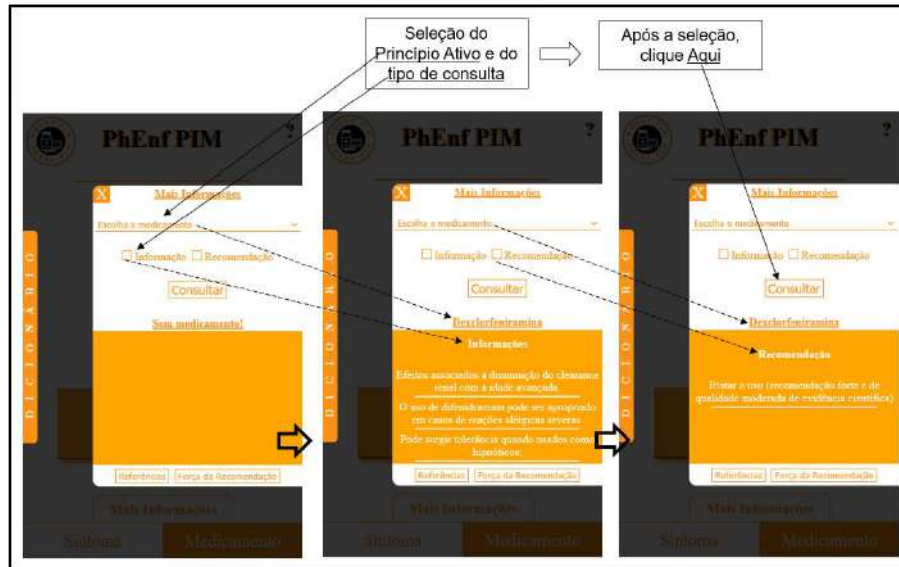 Seleção do
Princípio Ativo e do
tipo de consulta
Após a seleção,
clique Aqui
PhEnf PIM
?
X
Mais Informações
Escolha o medicamento
Informação
Recomendação
Consultar
Sem medicamento!
Referências
Força da Recomendação
Mais Informações
Sintoma
Medicamento
DICIONÁRIO
PhEnf PIM
?
X
Mais Informações
Escolha o medicamento
Informação
Recomendação
Consultar
Dexclorfeniramina
Informações
Efeitos associados à diminuição do clearance
renal com a idade avançada
O uso de difenidramina pode ser apropriado
em casos de reações alérgicas severas
Pode surgir tolerância quando usados como
hipnóticos;
Referências
Força da Recomendação
Mais Informações
Sintoma
Medicamento
DICIONÁRIO
PhEnf PIM
?
X
Mais Informações
Escolha o medicamento
Informação
Recomendação
Consultar
Dexclorfeniramina
Recomendação
Evitar o uso (recomendação forte e de
qualidade moderada de evidência científica)
Referências
Força da Recomendação
Mais Informações
Sintoma
Medicamento
DICIONÁRIO